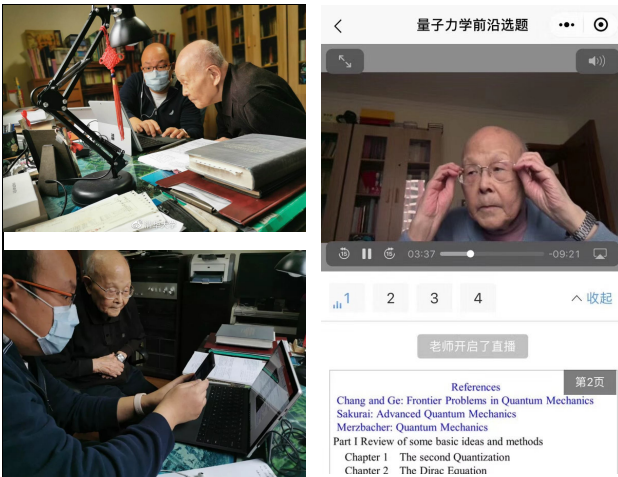 量子力学前沿选题
15
15
03:37
-09:21
1
2
3
4
收起
老师开启了直播
第2页
References
Chang and Ge: Frontier Problems in Quantum Mechanics
Sakurai: Advanced Quantum Mechanics
Merzbacher: Quantum Mechanics
Part I Review of some basic ideas and methods
Chapter 1 The second Quantization
Chapter 2 The Dirac Equation